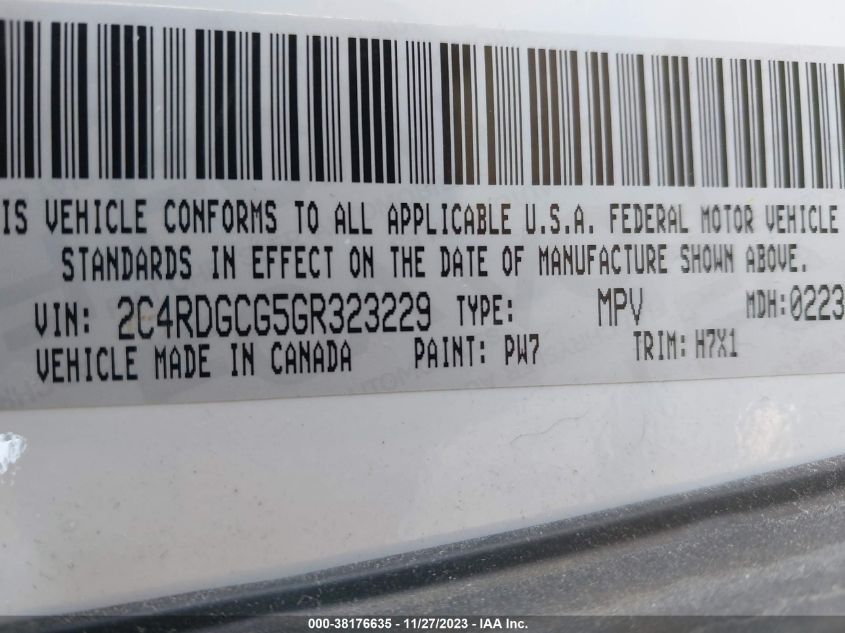 IS VEHICLE CONFORMS TO ALL APPLICABLE U.S.A. FEDERAL MOTOR VEHICLE
STANDARDS IN EFFECT ON THE DATE OF MANUFACTURE SHOWN ABOVE.
VIN: 2C4RDGCG5GR323229 TYPE: MPV MDH:0223
VEHICLE MADE IN CANADA PAINT: PW7 TRIM: H7X1
000-38176635 - 11/27/2023 - IAA Inc.